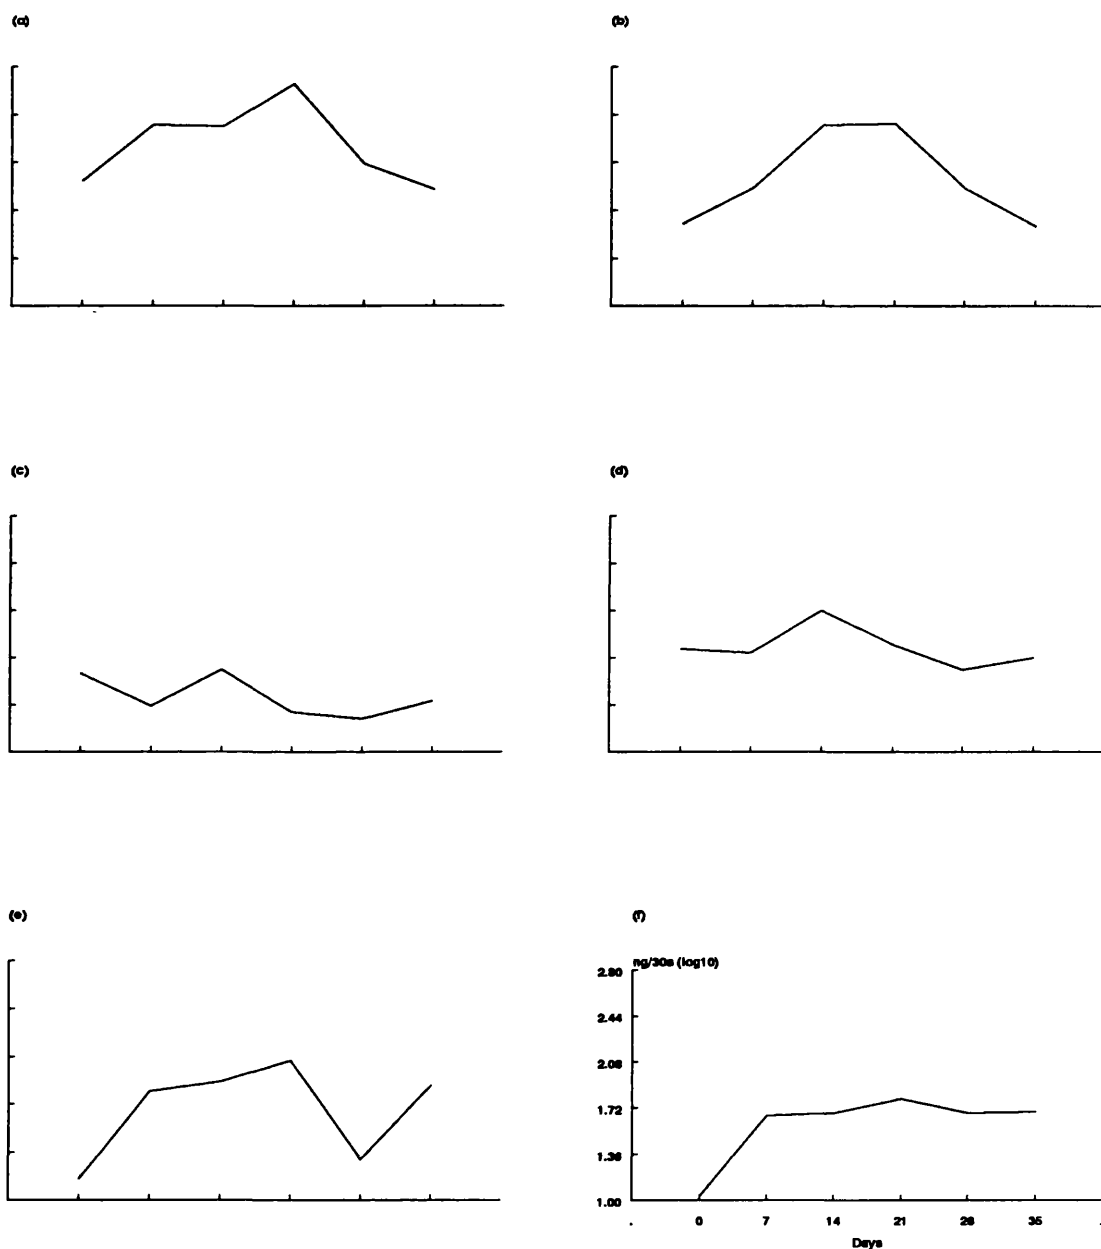 (a)
(b)
(c)
(d)
(e)
(f)
ng/30s (log10)
2.80
2.44
2.08
1.72
1.36
1.00
0 7 14 21 28 35
Days